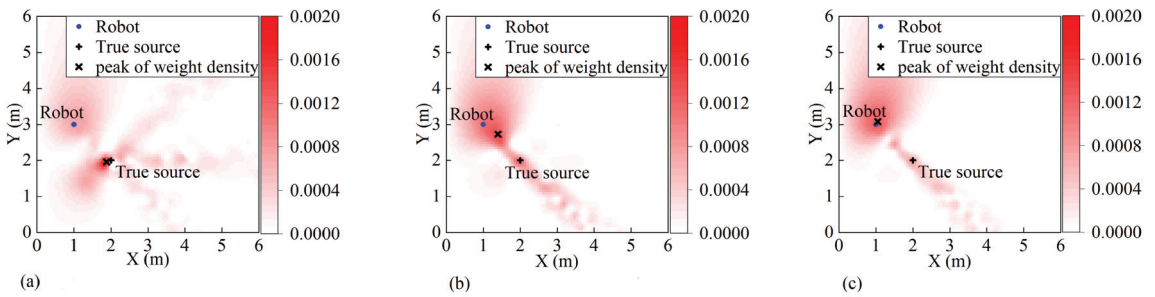 6
5
4
3
2
1
0
Y (m)
Robot
True source
peak of weight density
Robot
True source
0 1 2 3 4 5 6
X (m)
0.0020
0.0016
0.0012
0.0008
0.0004
0.0000
(a)
6
5
4
3
2
1
0
Y (m)
Robot
True source
peak of weight density
Robot
True source
0 1 2 3 4 5 6
X (m)
0.0020
0.0016
0.0012
0.0008
0.0004
0.0000
(b)
6
5
4
3
2
1
0
Y (m)
Robot
True source
peak of weight density
Robot
True source
0 1 2 3 4 5 6
X (m)
0.0020
0.0016
0.0012
0.0008
0.0004
0.0000
(c)